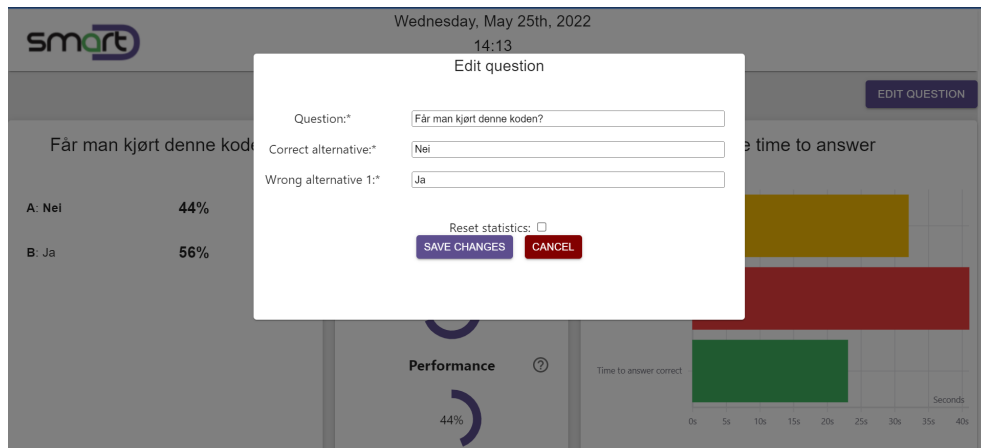 smart
Wednesday, May 25th, 2022
14:13
EDIT QUESTION
Edit question
Question:* Får man kjørt denne koden?
Correct alternative:* Nei
Wrong alternative 1:* Ja
Reset statistics:
SAVE CHANGES CANCEL
Får man kjørt denne kode
A: Nei 44%
B: Ja 56%
Performance
44%
e time to answer
Time to answer correct
Seconds
0s 5s 10s 15s 20s 25s 30s 35s 40s